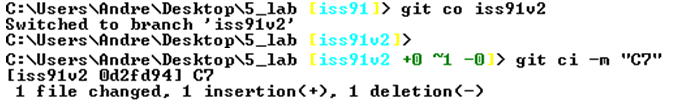 C:\Users\Andre\Desktop\5_lab [iss91]> git co iss91v2
Switched to branch 'iss91v2'
C:\Users\Andre\Desktop\5_lab [iss91v2]>
C:\Users\Andre\Desktop\5_lab [iss91v2 +0 ~1 -0]> git ci -m "C7"
[iss91v2 0d2fd94] C7
 1 file changed, 1 insertion(+), 1 deletion(-)